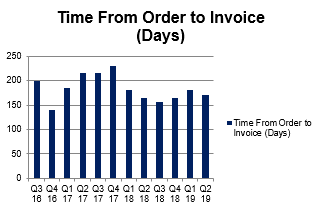 Time From Order to Invoice
(Days)
250
200
150
100
50
0
Q3 Q4 Q1 Q2 Q3 Q4 Q1 Q2 Q3 Q4 Q1 Q2
16 16 17 17 17 17 18 18 18 18 19 19
Time From Order to
Invoice (Days)